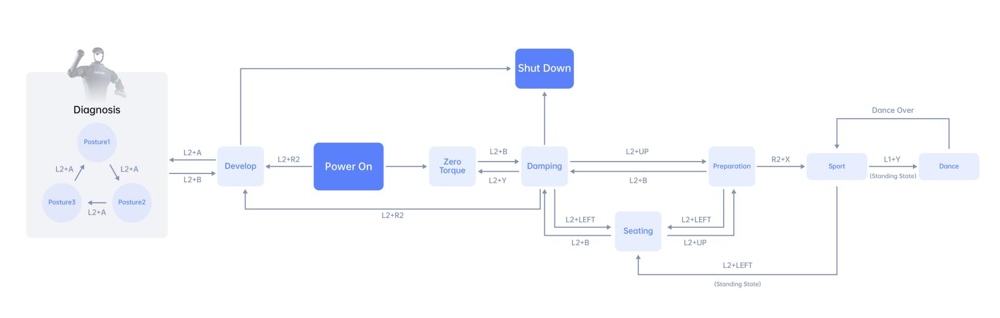 Shut Down
Unitree
Diagnosis
Posture1
L2+A
L2+A
Posture3
Posture2
L2+A
L2+A
L2+B
Develop
L2+R2
Power On
Zero
Torque
L2+B
L2+Y
Damping
L2+UP
L2+B
Preparation
R2+X
Sport
L1+Y
(Standing State)
Dance
Dance Over
L2+R2
L2+LEFT
L2+B
Seating
L2+LEFT
L2+UP
L2+LEFT
(Standing State)